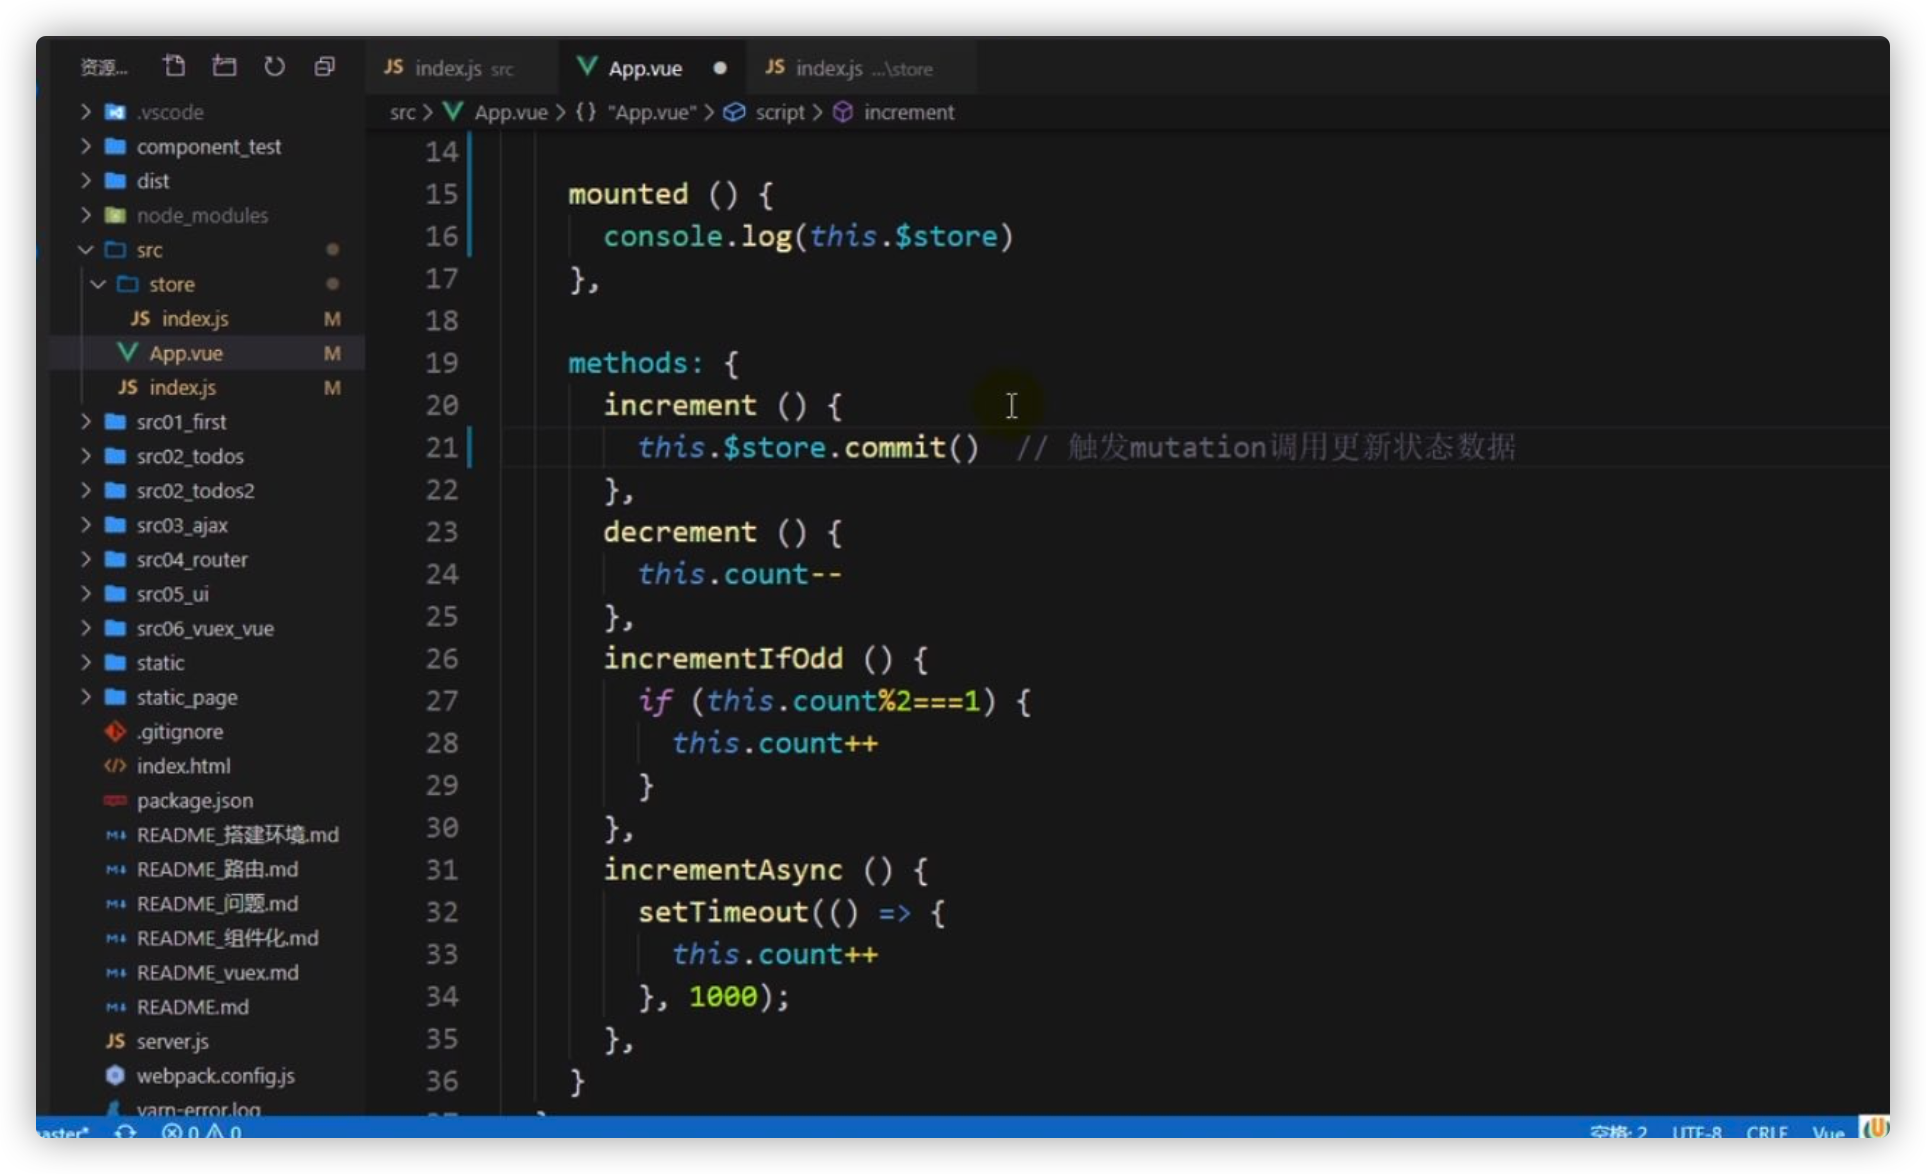 资源...
JS index.js src
App.vue
JS index.js ...\store
src > App.vue > {} "App.vue" > script > increment
.vscode
component_test
dist
node_modules
src
store
JS index.js M
App.vue M
JS index.js M
src01_first
src02_todos
src02_todos2
src03_ajax
src04_router
src05_ui
src06_vuex_vue
static
static_page
.gitignore
index.html
package.json
README_搭建环境.md
README_路由.md
README_问题.md
README_组件化.md
README_vuex.md
README.md
JS server.js
webpack.config.js
yarn-error.log
14
15 mounted () {
16 console.log(this.$store)
17 },
18
19 methods: {
20 increment () {
21 this.$store.commit() // 触发mutation调用更新状态数据
22 },
23 decrement () {
24 this.count--
25 },
26 incrementIfOdd () {
27 if (this.count%2===1) {
28 this.count++
29 }
30 },
31 incrementAsync () {
32 setTimeout(() => {
33 this.count++
34 }, 1000);
35 },
36 }
aster* 0 0
空格: 2 UTF-8 CRLF Vue